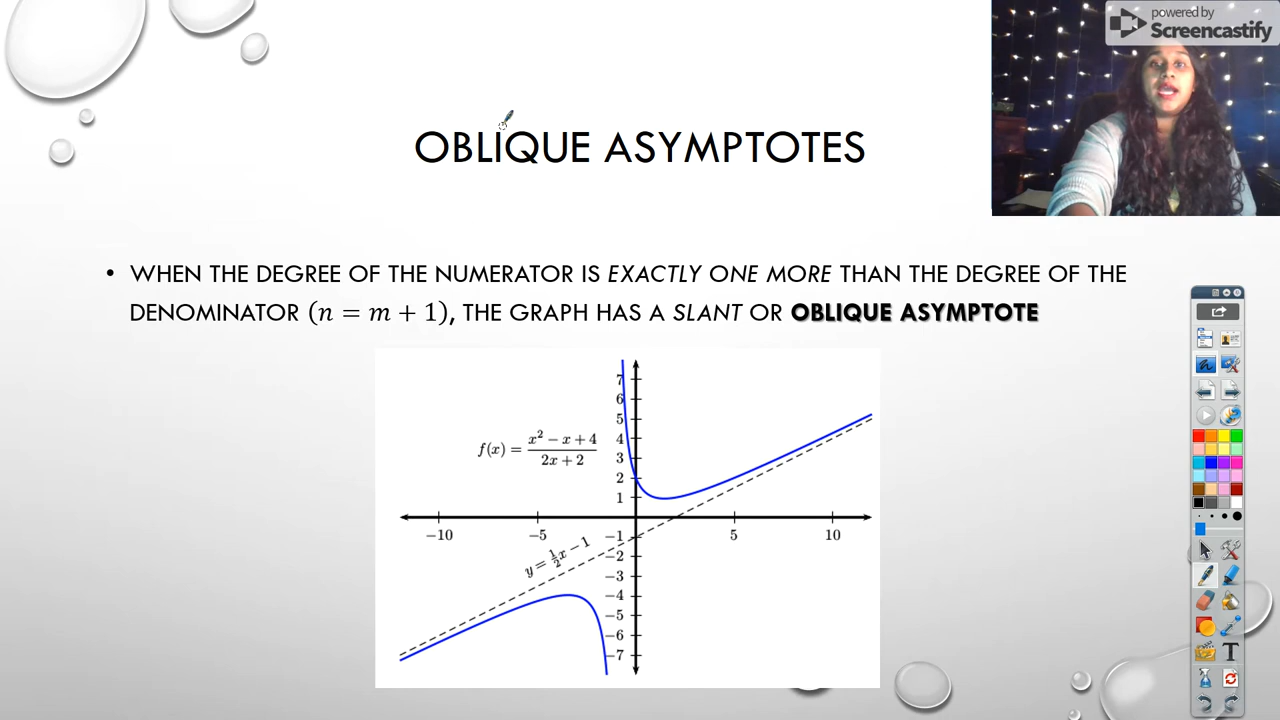 powered by
Screencastify
OBLIQUE ASYMPTOTES
• WHEN THE DEGREE OF THE NUMERATOR IS EXACTLY ONE MORE THAN THE DEGREE OF THE
DENOMINATOR (n = m + 1), THE GRAPH HAS A SLANT OR OBLIQUE ASYMPTOTE
f(x) = (x² − x + 4)/(2x + 2)
7
6
5
4
3
2
1
−10 −5 5 10
−1
−2
−3
−4
−5
−6
−7
y = ½x − 1
T